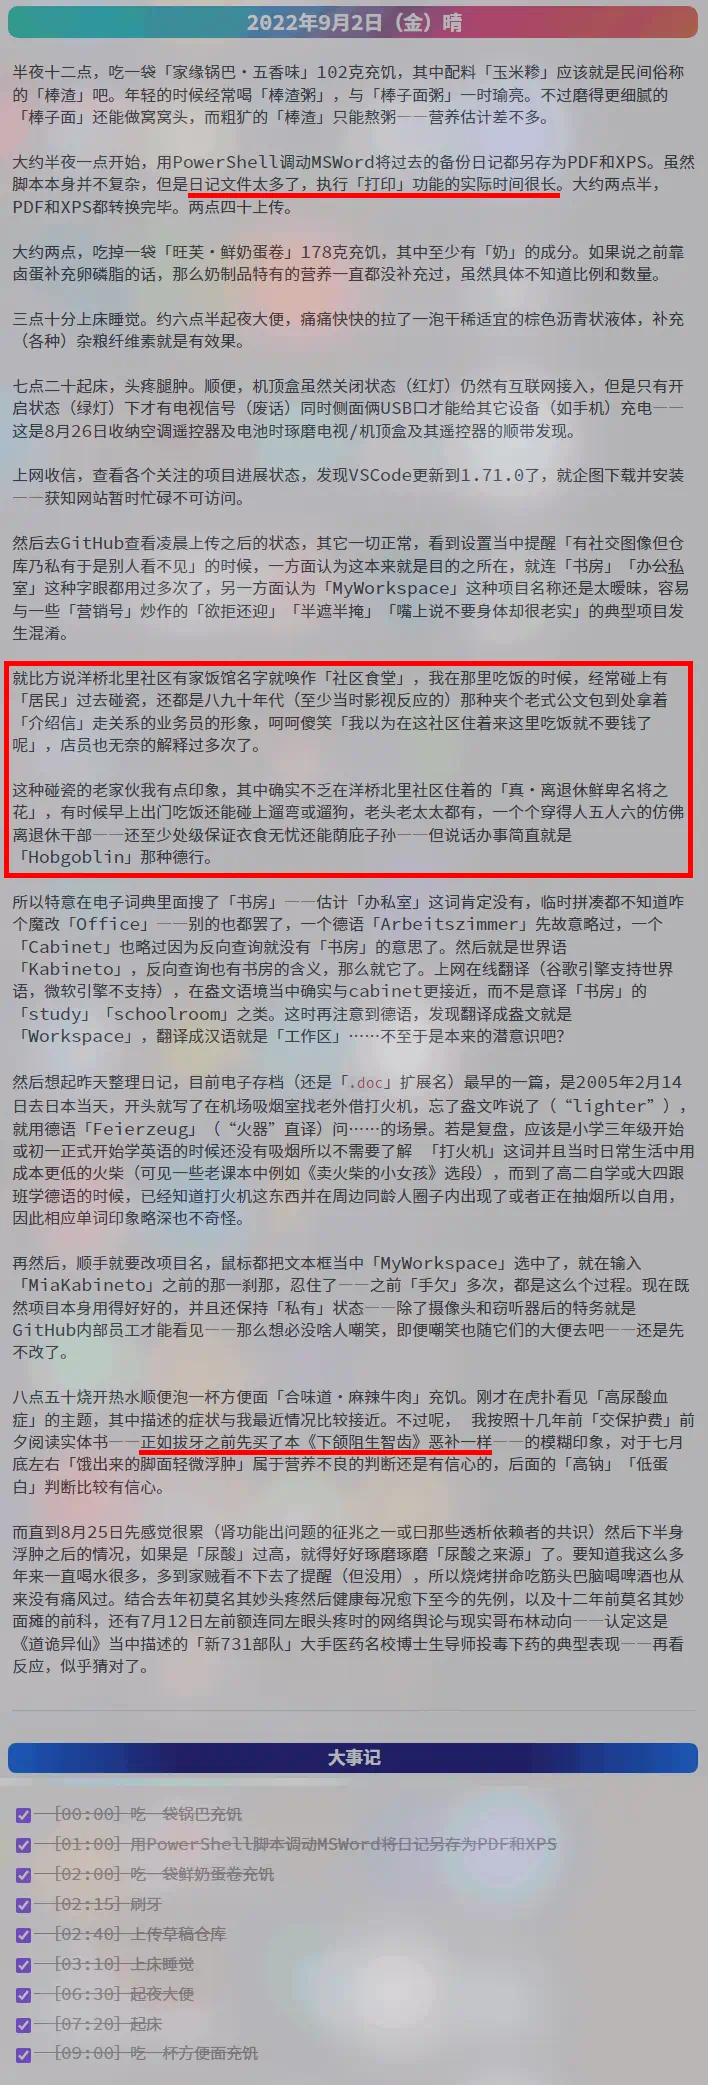 2022年9月2日（金）晴
半夜十二点，吃一袋「家缘锅巴·五香味」102克充饥，其中配料「玉米糁」应该就是民间俗称
的「棒渣」吧。年轻的时候经常喝「棒渣粥」，与「棒子面粥」一时瑜亮。不过磨得更细腻的
「棒子面」还能做窝窝头，而粗犷的「棒渣」只能熬粥——营养估计差不多。
大约半夜一点开始，用PowerShell调动MSWord将过去的备份日记都另存为PDF和XPS。虽然
脚本本身并不复杂，但是日记文件太多了，执行「打印」功能的实际时间很长。大约两点半，
PDF和XPS都转换完毕。两点四十上传。
大约两点，吃掉一袋「旺芙·鲜奶蛋卷」178克充饥，其中至少有「奶」的成分。如果说之前靠
卤蛋补充卵磷脂的话，那么奶制品特有的营养一直都没补充过，虽然具体不知道比例和数量。
三点十分上床睡觉。约六点半起夜大便，痛痛快快的拉了一泡干稀适宜的棕色沥青状液体，补充
（各种）杂粮纤维素就是有效果。
七点二十起床，头疼腿肿。顺便，机顶盒虽然关闭状态（红灯）仍然有互联网接入，但是只有开
启状态（绿灯）下才有电视信号（废话）同时侧面俩USB口才能给其它设备（如手机）充电——
这是8月26日收纳空调遥控器及电池时琢磨电视/机顶盒及其遥控器的顺带发现。
上网收信，查看各个关注的项目进展状态，发现VSCode更新到1.71.0了，就企图下载并安装
——获知网站暂时忙碌不可访问。
然后去GitHub查看凌晨上传之后的状态，其它一切正常，看到设置当中提醒「有社交图像但仓
库乃私有于是别人看不见」的时候，一方面认为这本来就是目的之所在，就连「书房」「办公私
室」这种字眼都用过多次了，另一方面认为「MyWorkspace」这种项目名称还是太暧昧，容易
与一些「营销号」炒作的「欲拒还迎」「半遮半掩」「嘴上说不要身体却很老实」的典型项目发
生混淆。
就比方说洋桥北里社区有家饭馆名字就唤作「社区食堂」，我在那里吃饭的时候，经常碰上有
「居民」过去碰瓷，还都是八九十年代（至少当时影视反应的）那种夹个老式公文包到处拿着
「介绍信」走关系的业务员的形象，呵呵傻笑「我以为在这社区住着来这里吃饭就不要钱了
呢」，店员也无奈的解释过多次了。
这种碰瓷的老家伙我有点印象，其中确实不乏在洋桥北里社区住着的「真·离退休鲜卑名将之
花」，有时候早上出门吃饭还能碰上遛弯或遛狗，老头老太太都有，一个个穿得人五人六的仿佛
离退休干部——还至少处级保证衣食无忧还能荫庇子孙——但说话办事简直就是
「Hobgoblin」那种德行。
所以特意在电子词典里面搜了「书房」——估计「办私室」这词肯定没有，临时拼凑都不知道咋
个魔改「Office」——别的也都罢了，一个德语「Arbeitszimmer」先故意略过，一个
「Cabinet」也略过因为反向查询就没有「书房」的意思了。然后就是世界语
「Kabineto」，反向查询也有书房的含义，那么就它了。上网在线翻译（谷歌引擎支持世界
语，微软引擎不支持），在盎文语境当中确实与cabinet更接近，而不是意译「书房」的
「study」「schoolroom」之类。这时再注意到德语，发现翻译成盎文就是
「Workspace」，翻译成汉语就是「工作区」……不至于是本来的潜意识吧？
然后想起昨天整理日记，目前电子存档（还是「.doc」扩展名）最早的一篇，是2005年2月14
日去日本当天，开头就写了在机场吸烟室找老外借打火机，忘了盎文咋说了（“lighter”），
就用德语「Feierzeug」（“火器”直译）问……的场景。若是复盘，应该是小学三年级开始
或初一正式开始学英语的时候还没有吸烟所以不需要了解 「打火机」这词并且当时日常生活中用
成本更低的火柴（可见一些老课本中例如《卖火柴的小女孩》选段），而到了高二自学或大四跟
班学德语的时候，已经知道打火机这东西并在周边同龄人圈子内出现了或者正在抽烟所以自用，
因此相应单词印象略深也不奇怪。
再然后，顺手就要改项目名，鼠标都把文本框当中「MyWorkspace」选中了，就在输入
「MiaKabineto」之前的那一刹那，忍住了——之前「手欠」多次，都是这么个过程。现在既
然项目本身用得好好的，并且还保持「私有」状态——除了摄像头和窃听器后的特务就是
GitHub内部员工才能看见——那么想必没啥人嘲笑，即便嘲笑也随它们的大便去吧——还是先
不改了。
八点五十烧开热水顺便泡一杯方便面「合味道·麻辣牛肉」充饥。刚才在虎扑看见「高尿酸血
症」的主题，其中描述的症状与我最近情况比较接近。不过呢， 我按照十几年前「交保护费」前
夕阅读实体书——正如拔牙之前先买了本《下颌阻生智齿》恶补一样——的模糊印象，对于七月
底左右「饿出来的脚面轻微浮肿」属于营养不良的判断还是有信心的，后面的「高钠」「低蛋
白」判断比较有信心。
而直到8月25日先感觉很累（肾功能出问题的征兆之一或曰那些透析依赖者的共识）然后下半身
浮肿之后的情况，如果是「尿酸」过高，就得好好琢磨琢磨「尿酸之来源」了。要知道我这么多
年来一直喝水很多，多到家贼看不下去了提醒（但没用），所以烧烤拼命吃筋头巴脑喝啤酒也从
来没有痛风过。结合去年初莫名其妙头疼然后健康每况愈下至今的先例，以及十二年前莫名其妙
面瘫的前科，还有7月12日左前额连同左眼头疼时的网络舆论与现实哥布林动向——认定这是
《道诡异仙》当中描述的「新731部队」大手医药名校博士生导师投毒下药的典型表现——再看
反应，似乎猜对了。
大事记
[00:00] 吃一袋锅巴充饥
[01:00] 用PowerShell脚本调动MSWord将日记另存为PDF和XPS
[02:00] 吃一袋鲜奶蛋卷充饥
[02:15] 刷牙
[02:40] 上传草稿仓库
[03:10] 上床睡觉
[06:30] 起夜大便
[07:20] 起床
[09:00] 吃一杯方便面充饥